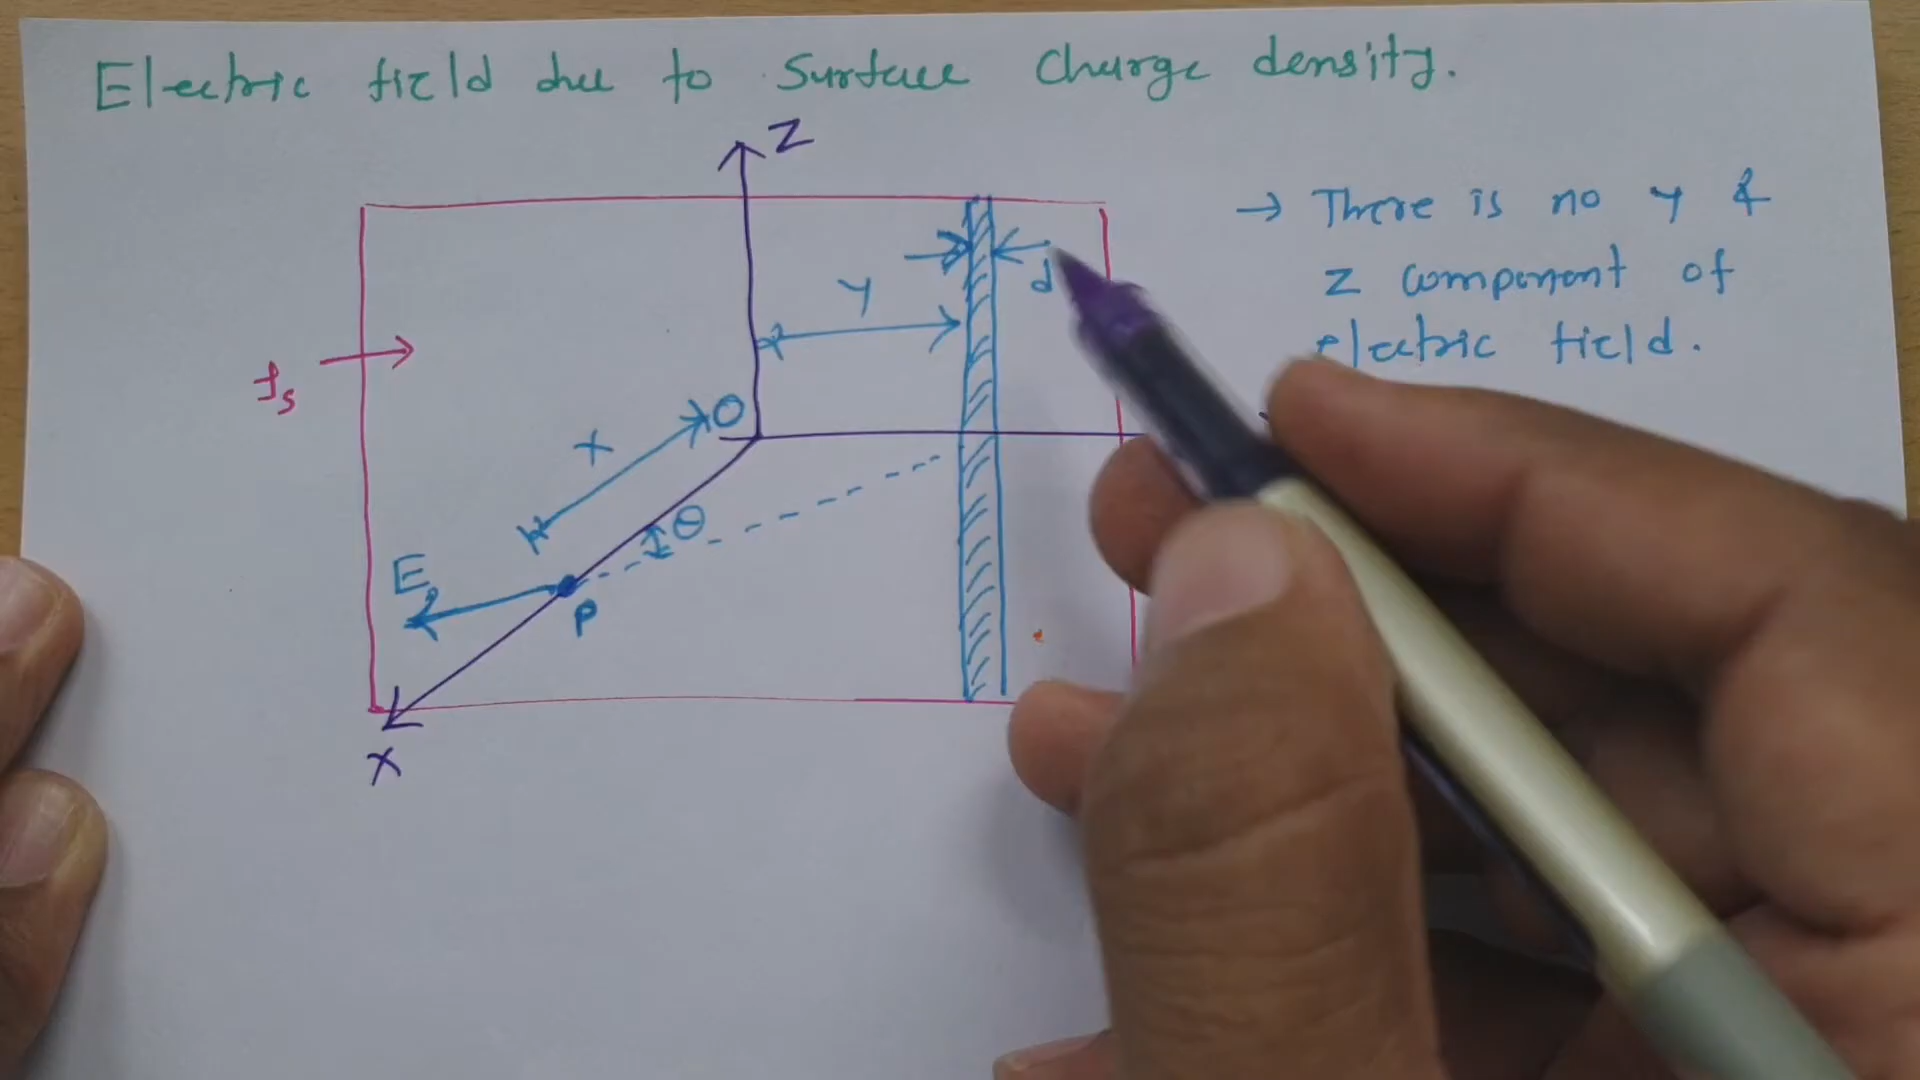 Electric field due to Surface Charge density.
Z
→ There is no y &
z component of
electric field.
y
d
ρs
x
O
θ
E
P
X